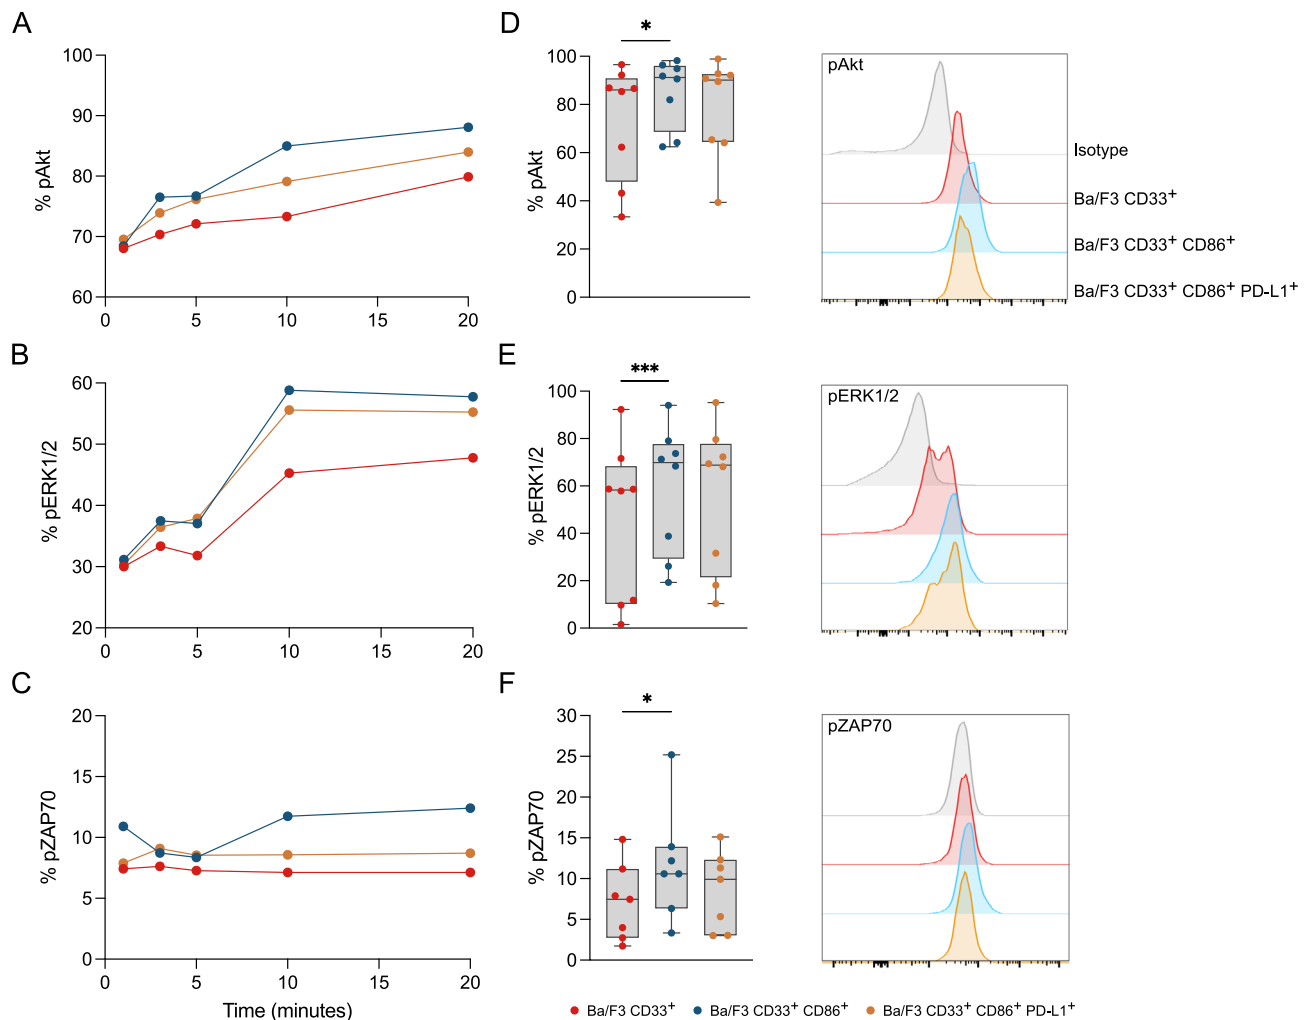 A
100
90
80
70
60
% pAkt
0
5
10
15
20
D
*
100
80
60
40
20
0
% pAkt
pAkt
Isotype
Ba/F3 CD33⁺
Ba/F3 CD33⁺ CD86⁺
Ba/F3 CD33⁺ CD86⁺ PD-L1⁺
B
60
50
40
30
20
% pERK1/2
0
5
10
15
20
E
***
100
80
60
40
20
0
% pERK1/2
pERK1/2
C
20
15
10
5
0
% pZAP70
0
5
10
15
20
Time (minutes)
F
*
30
25
20
15
10
5
0
% pZAP70
pZAP70
Ba/F3 CD33⁺ Ba/F3 CD33⁺ CD86⁺ Ba/F3 CD33⁺ CD86⁺ PD-L1⁺